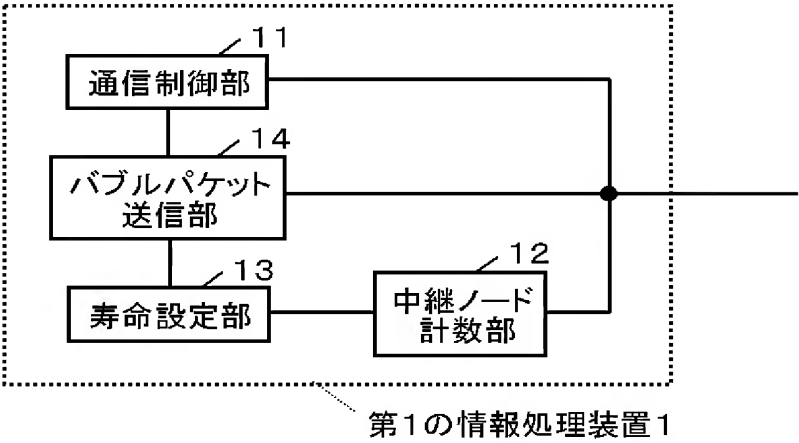 11
通信制御部
14
バブルパケット
送信部
13
寿命設定部
12
中継ノード
計数部
第1の情報処理装置1